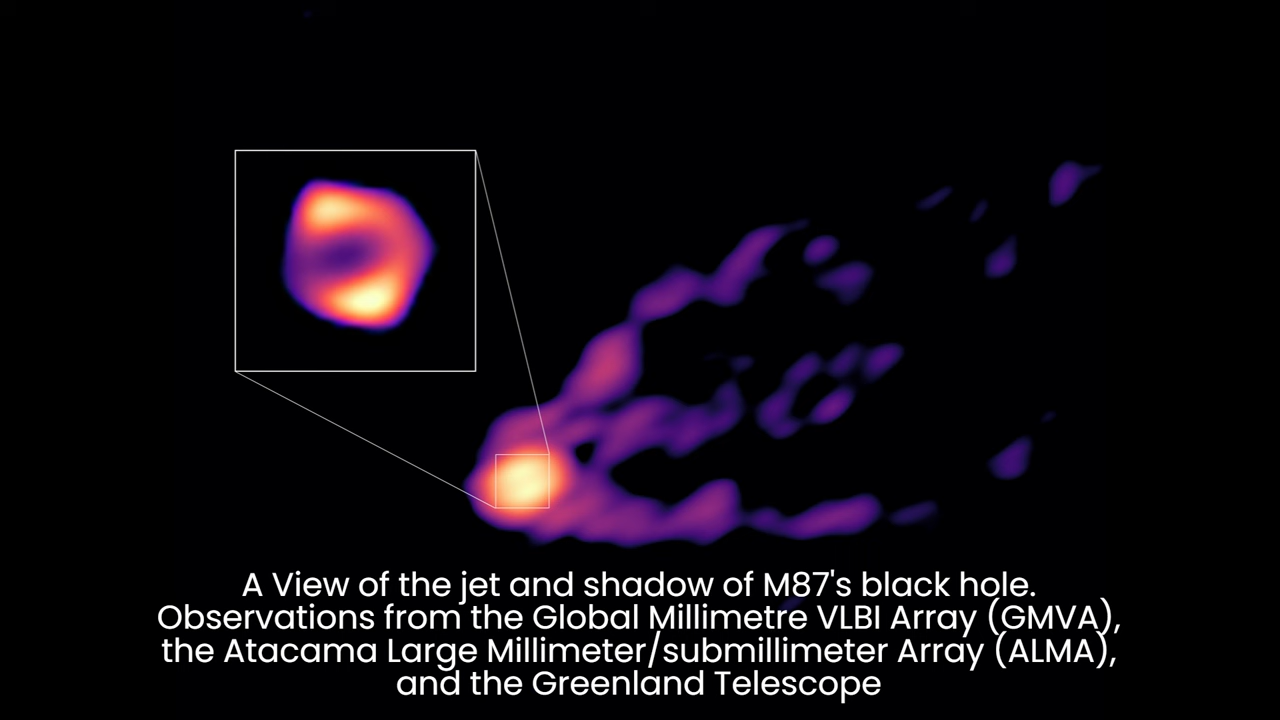 A View of the jet and shadow of M87's black hole.
Observations from the Global Millimetre VLBI Array (GMVA),
the Atacama Large Millimeter/submillimeter Array (ALMA),
and the Greenland Telescope